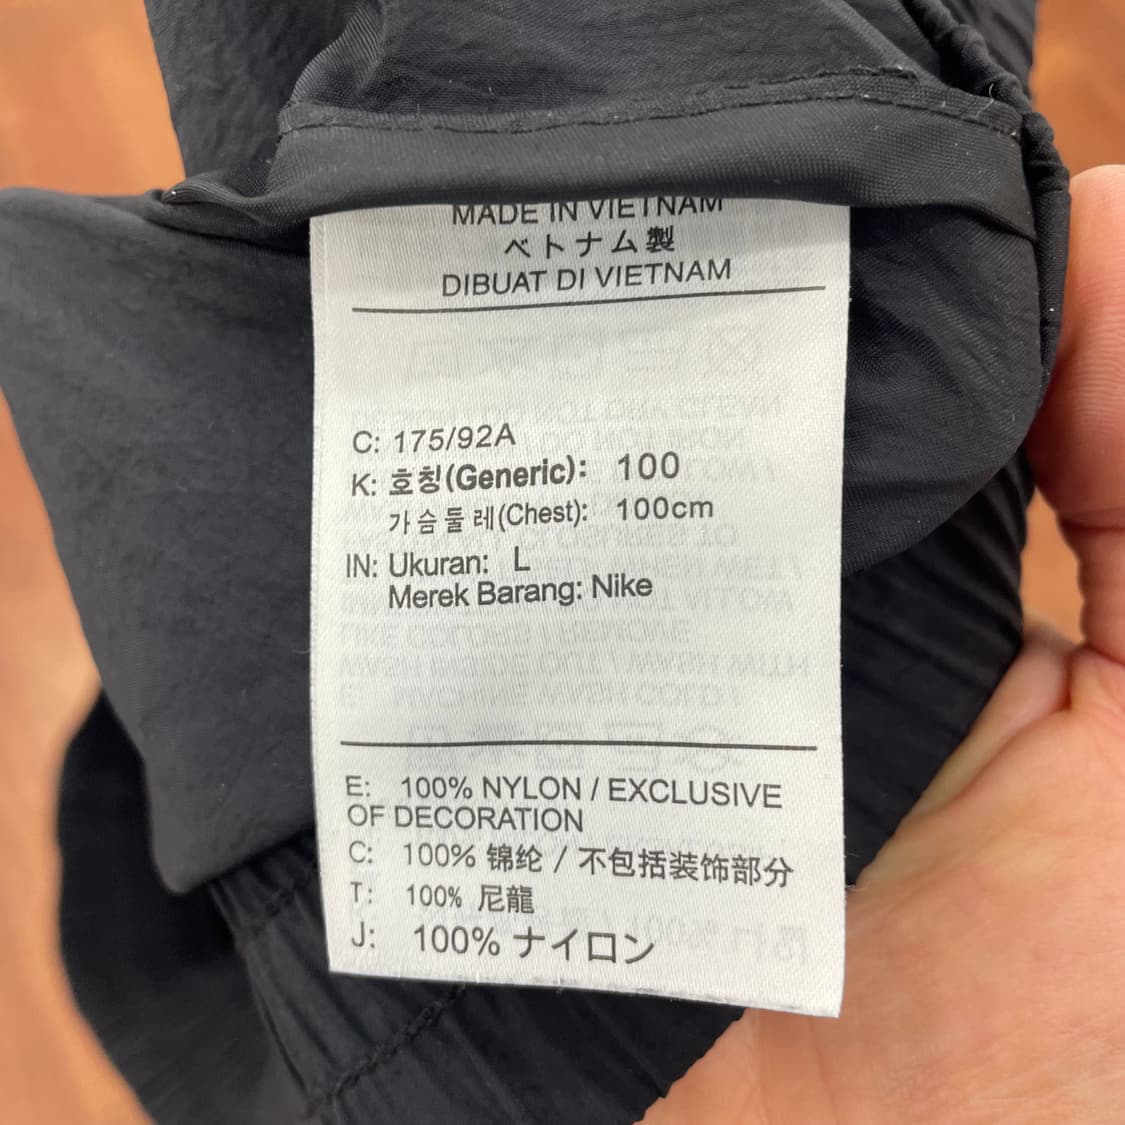 MADE IN VIETNAM
ベトナム製
DIBUAT DI VIETNAM
C: 175/92A
K: 호칭(Generic): 100
가슴둘레(Chest): 100cm
IN: Ukuran: L
Merek Barang: Nike
E: 100% NYLON / EXCLUSIVE
OF DECORATION
C: 100% 锦纶 / 不包括装饰部分
T: 100% 尼龍
J: 100% ナイロン